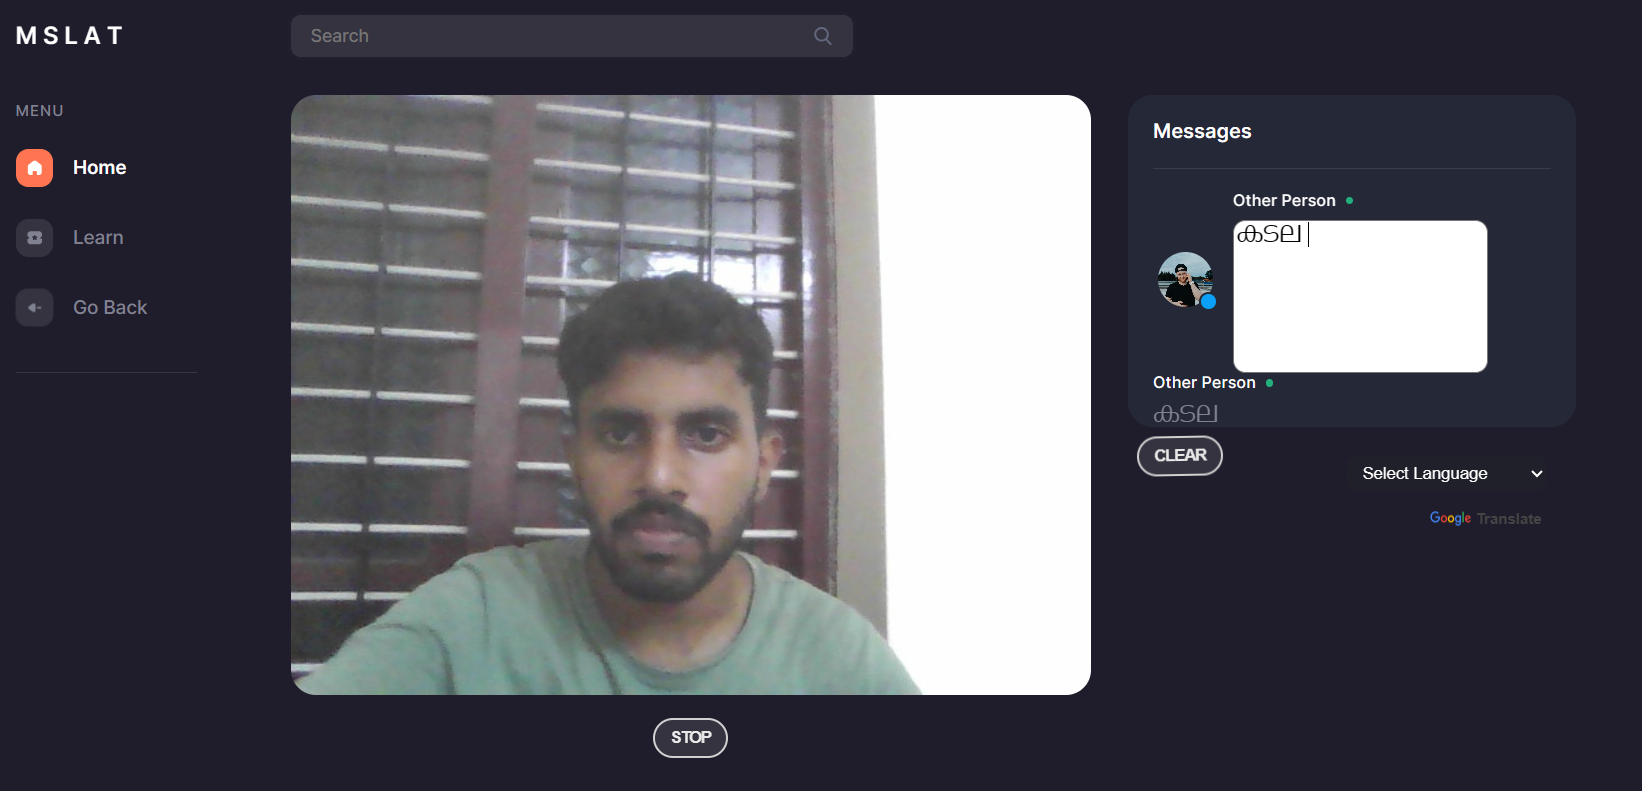 MSLAT
Search
MENU
Home
Learn
Go Back
STOP
Messages
Other Person
കടല
Other Person
കടല
CLEAR
Select Language
Google Translate